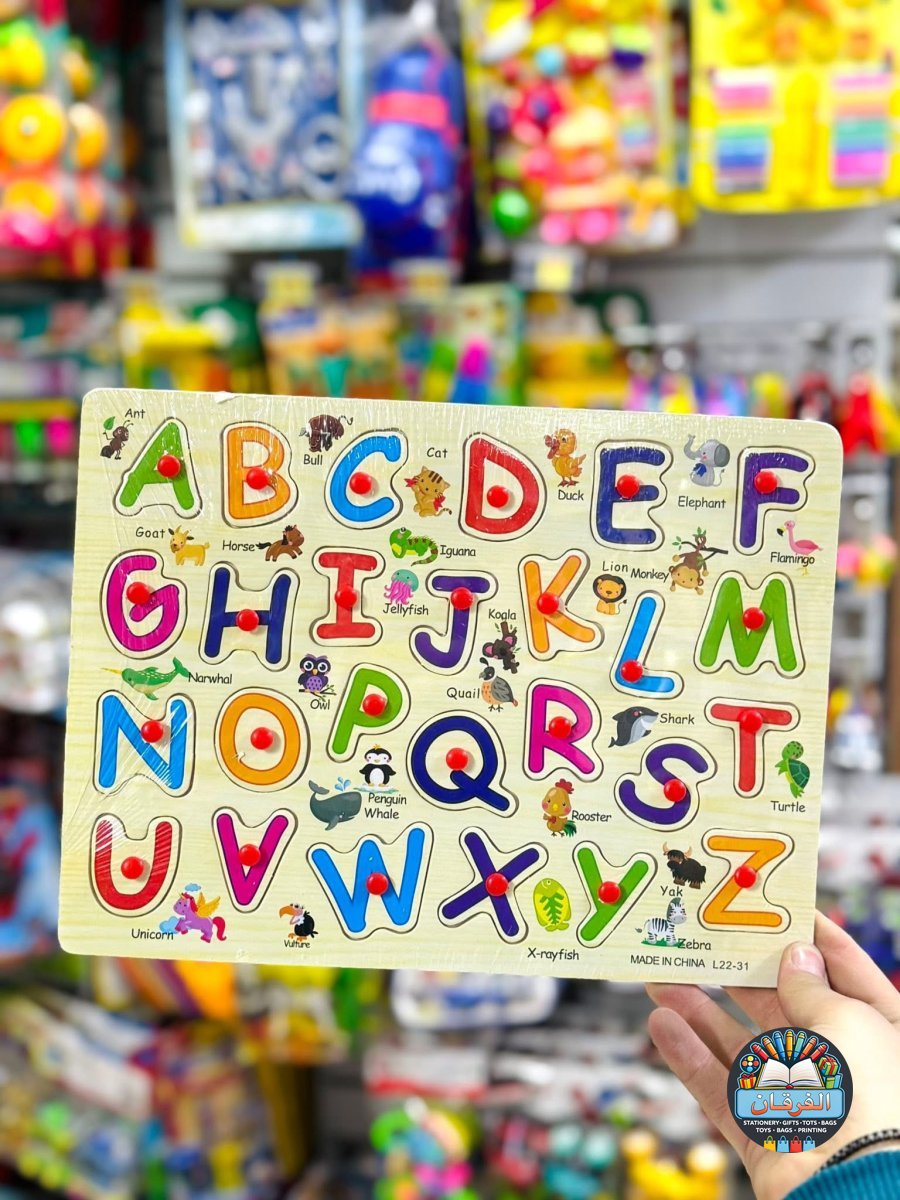 Ant
Bull
Cat
Duck
Elephant
A B C D E F
Goat
Horse
Iguana
Flamingo
Jellyfish
Koala
Lion
Monkey
G H I J K L M
Narwhal
Owl
Quail
Shark
N O P Q R S T
Penguin
Whale
Rooster
Turtle
U V W X Y Z
Unicorn
Vulture
X-rayfish
Yak
Zebra
MADE IN CHINA L22-31
الفرقان
STATIONERY • GIFTS • TOTS • BAGS
TOYS • BAGS • PRINTING